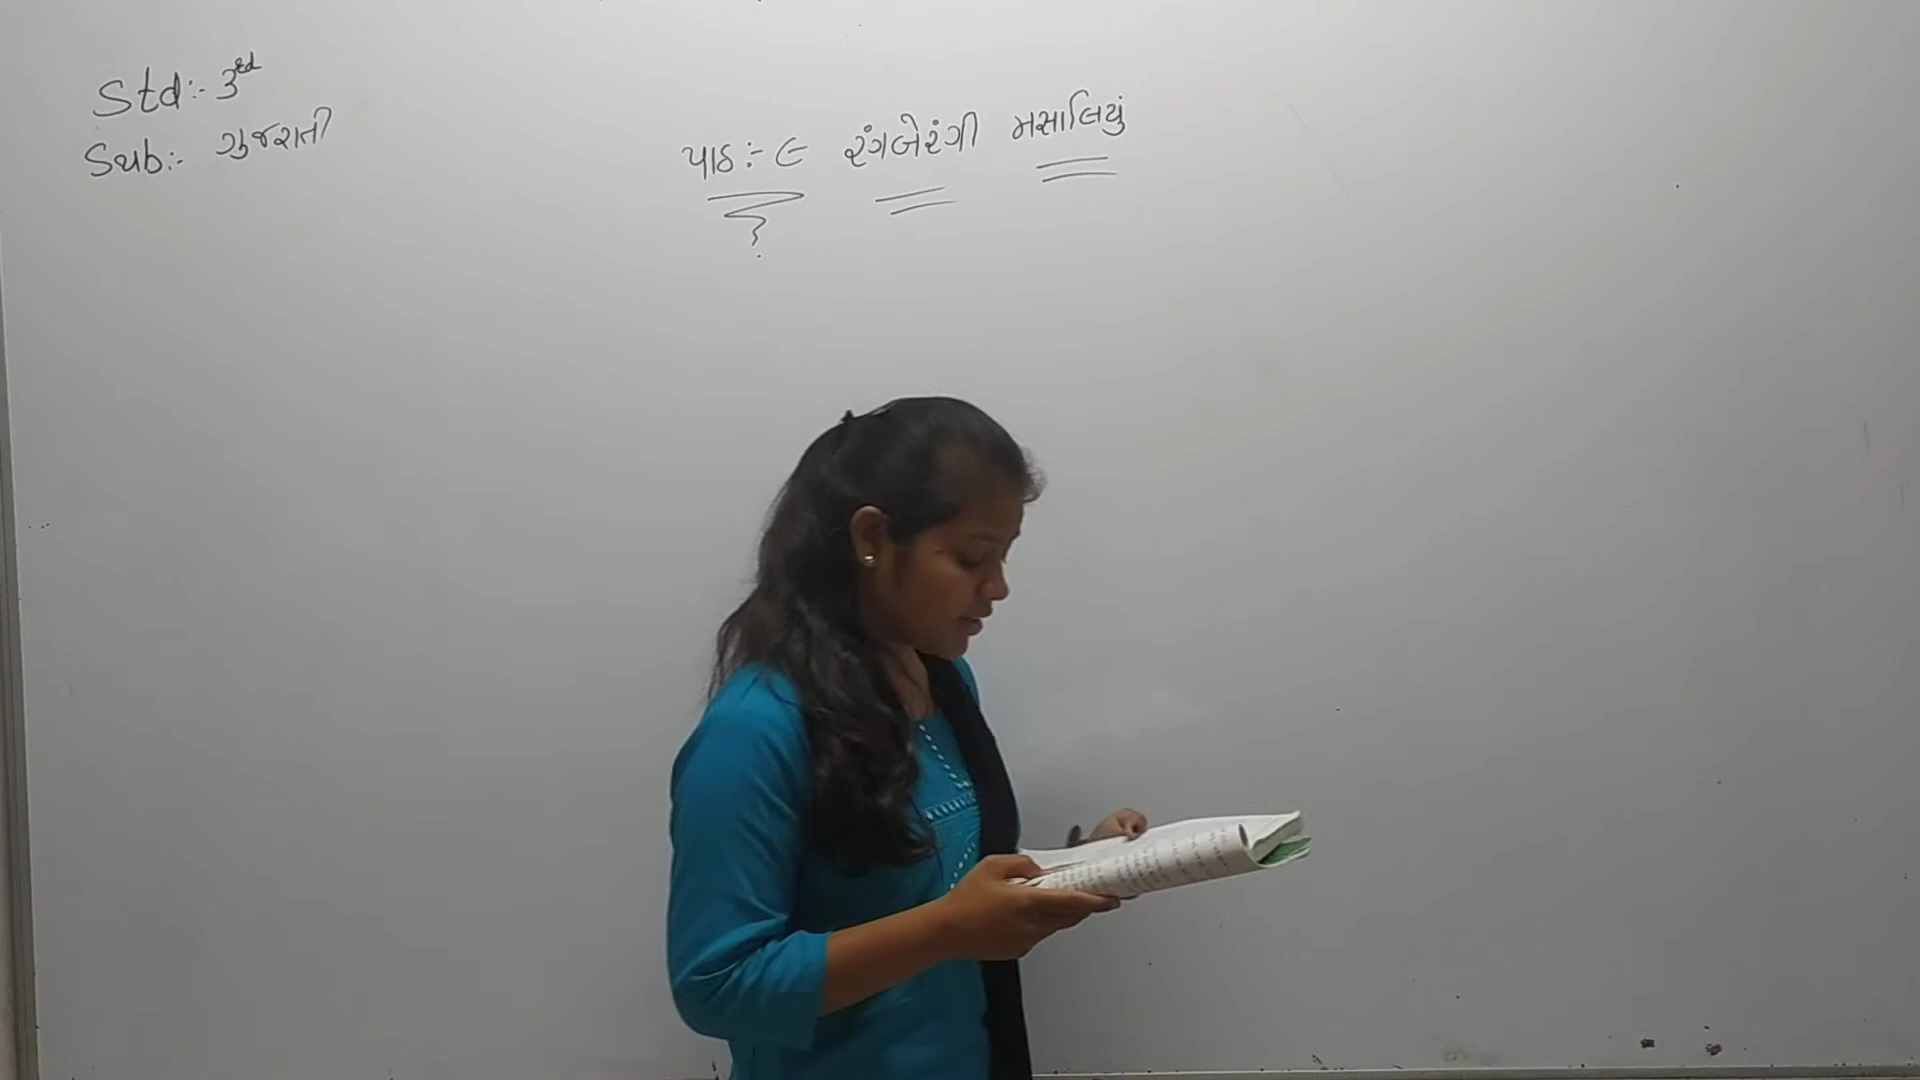 Std:- 3rd
Sub:- ગુજરાતી
પાઠ:- ૯ રંગબેરંગી મસાલિયું